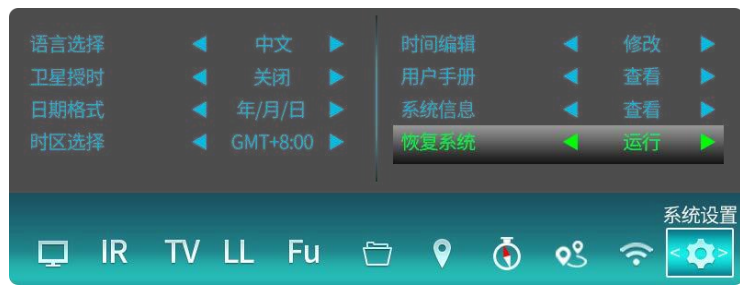 语言选择 中文
卫星授时 关闭
日期格式 年/月/日
时区选择 GMT+8:00
时间编辑 修改
用户手册 查看
系统信息 查看
恢复系统 运行
系统设置
IR TV LL Fu